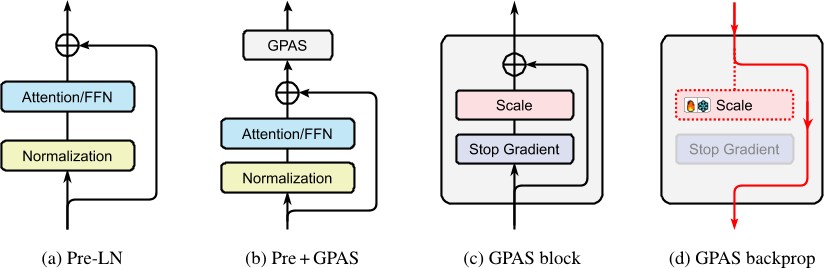 Attention/FFN
Normalization
(a) Pre-LN
GPAS
Attention/FFN
Normalization
(b) Pre + GPAS
Scale
Stop Gradient
(c) GPAS block
Scale
Stop Gradient
(d) GPAS backprop